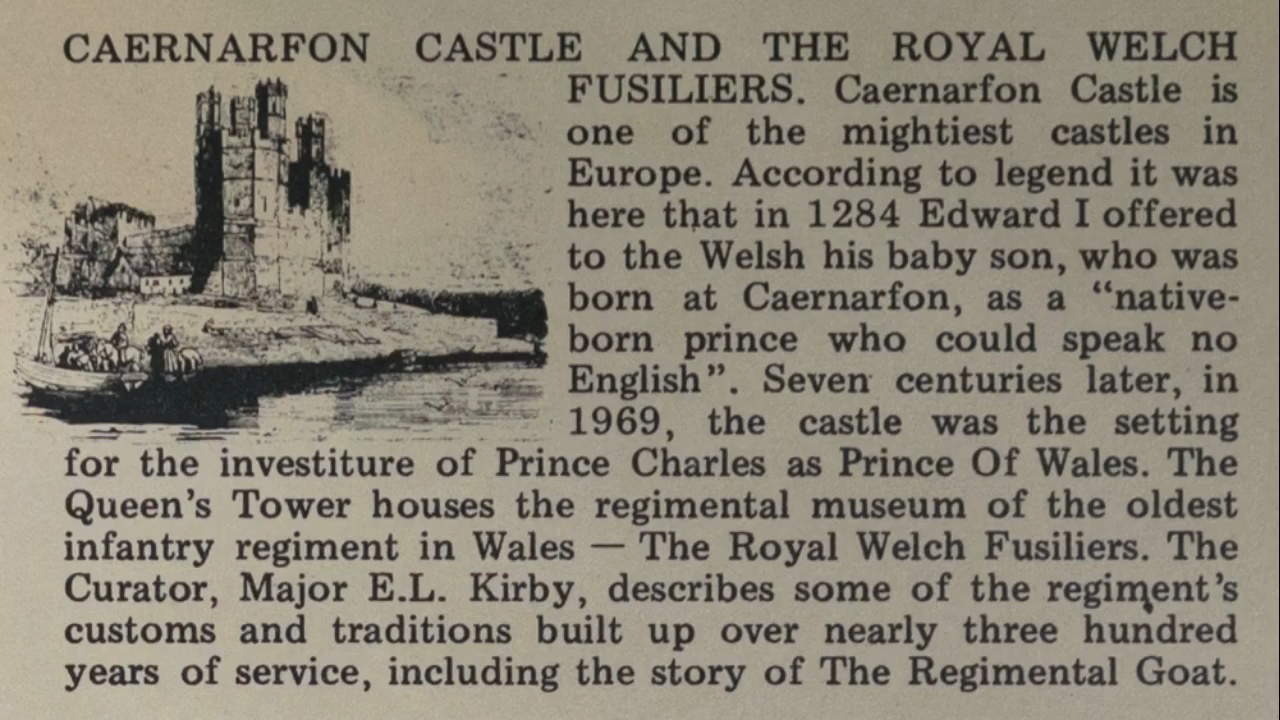 CAERNARFON CASTLE AND THE ROYAL WELCH
FUSILIERS. Caernarfon Castle is
one of the mightiest castles in
Europe. According to legend it was
here that in 1284 Edward I offered
to the Welsh his baby son, who was
born at Caernarfon, as a “native-
born prince who could speak no
English”. Seven centuries later, in
1969, the castle was the setting
for the investiture of Prince Charles as Prince Of Wales. The
Queen’s Tower houses the regimental museum of the oldest
infantry regiment in Wales — The Royal Welch Fusiliers. The
Curator, Major E.L. Kirby, describes some of the regiment’s
customs and traditions built up over nearly three hundred
years of service, including the story of The Regimental Goat.